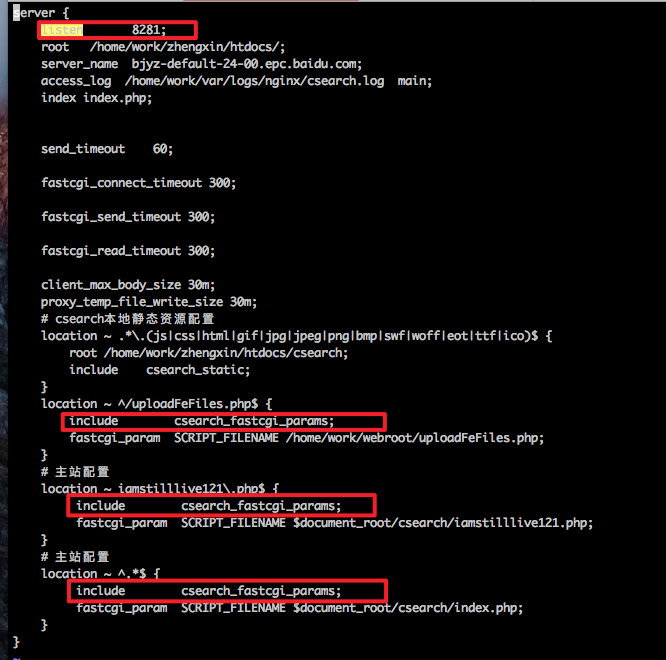 server {
listen 8281;
root /home/work/zhengxin/htdocs/;
server_name bjyz-default-24-00.epc.baidu.com;
access_log /home/work/var/logs/nginx/csearch.log main;
index index.php;
send_timeout 60;
fastcgi_connect_timeout 300;
fastcgi_send_timeout 300;
fastcgi_read_timeout 300;
client_max_body_size 30m;
proxy_temp_file_write_size 30m;
# csearch本地静态资源配置
location ~ .*\.(js|css|html|gif|jpg|jpeg|png|bmp|swf|woff|eot|ttf|ico)$ {
root /home/work/zhengxin/htdocs/csearch;
include csearch_static;
}
location ~ ^/uploadFeFiles.php$ {
include csearch_fastcgi_params;
fastcgi_param SCRIPT_FILENAME /home/work/webroot/uploadFeFiles.php;
}
# 主站配置
location ~ iamstilllive121\.php$ {
include csearch_fastcgi_params;
fastcgi_param SCRIPT_FILENAME $document_root/csearch/iamstilllive121.php;
}
# 主站配置
location ~ ^.*$ {
include csearch_fastcgi_params;
fastcgi_param SCRIPT_FILENAME $document_root/csearch/index.php;
}
}
~